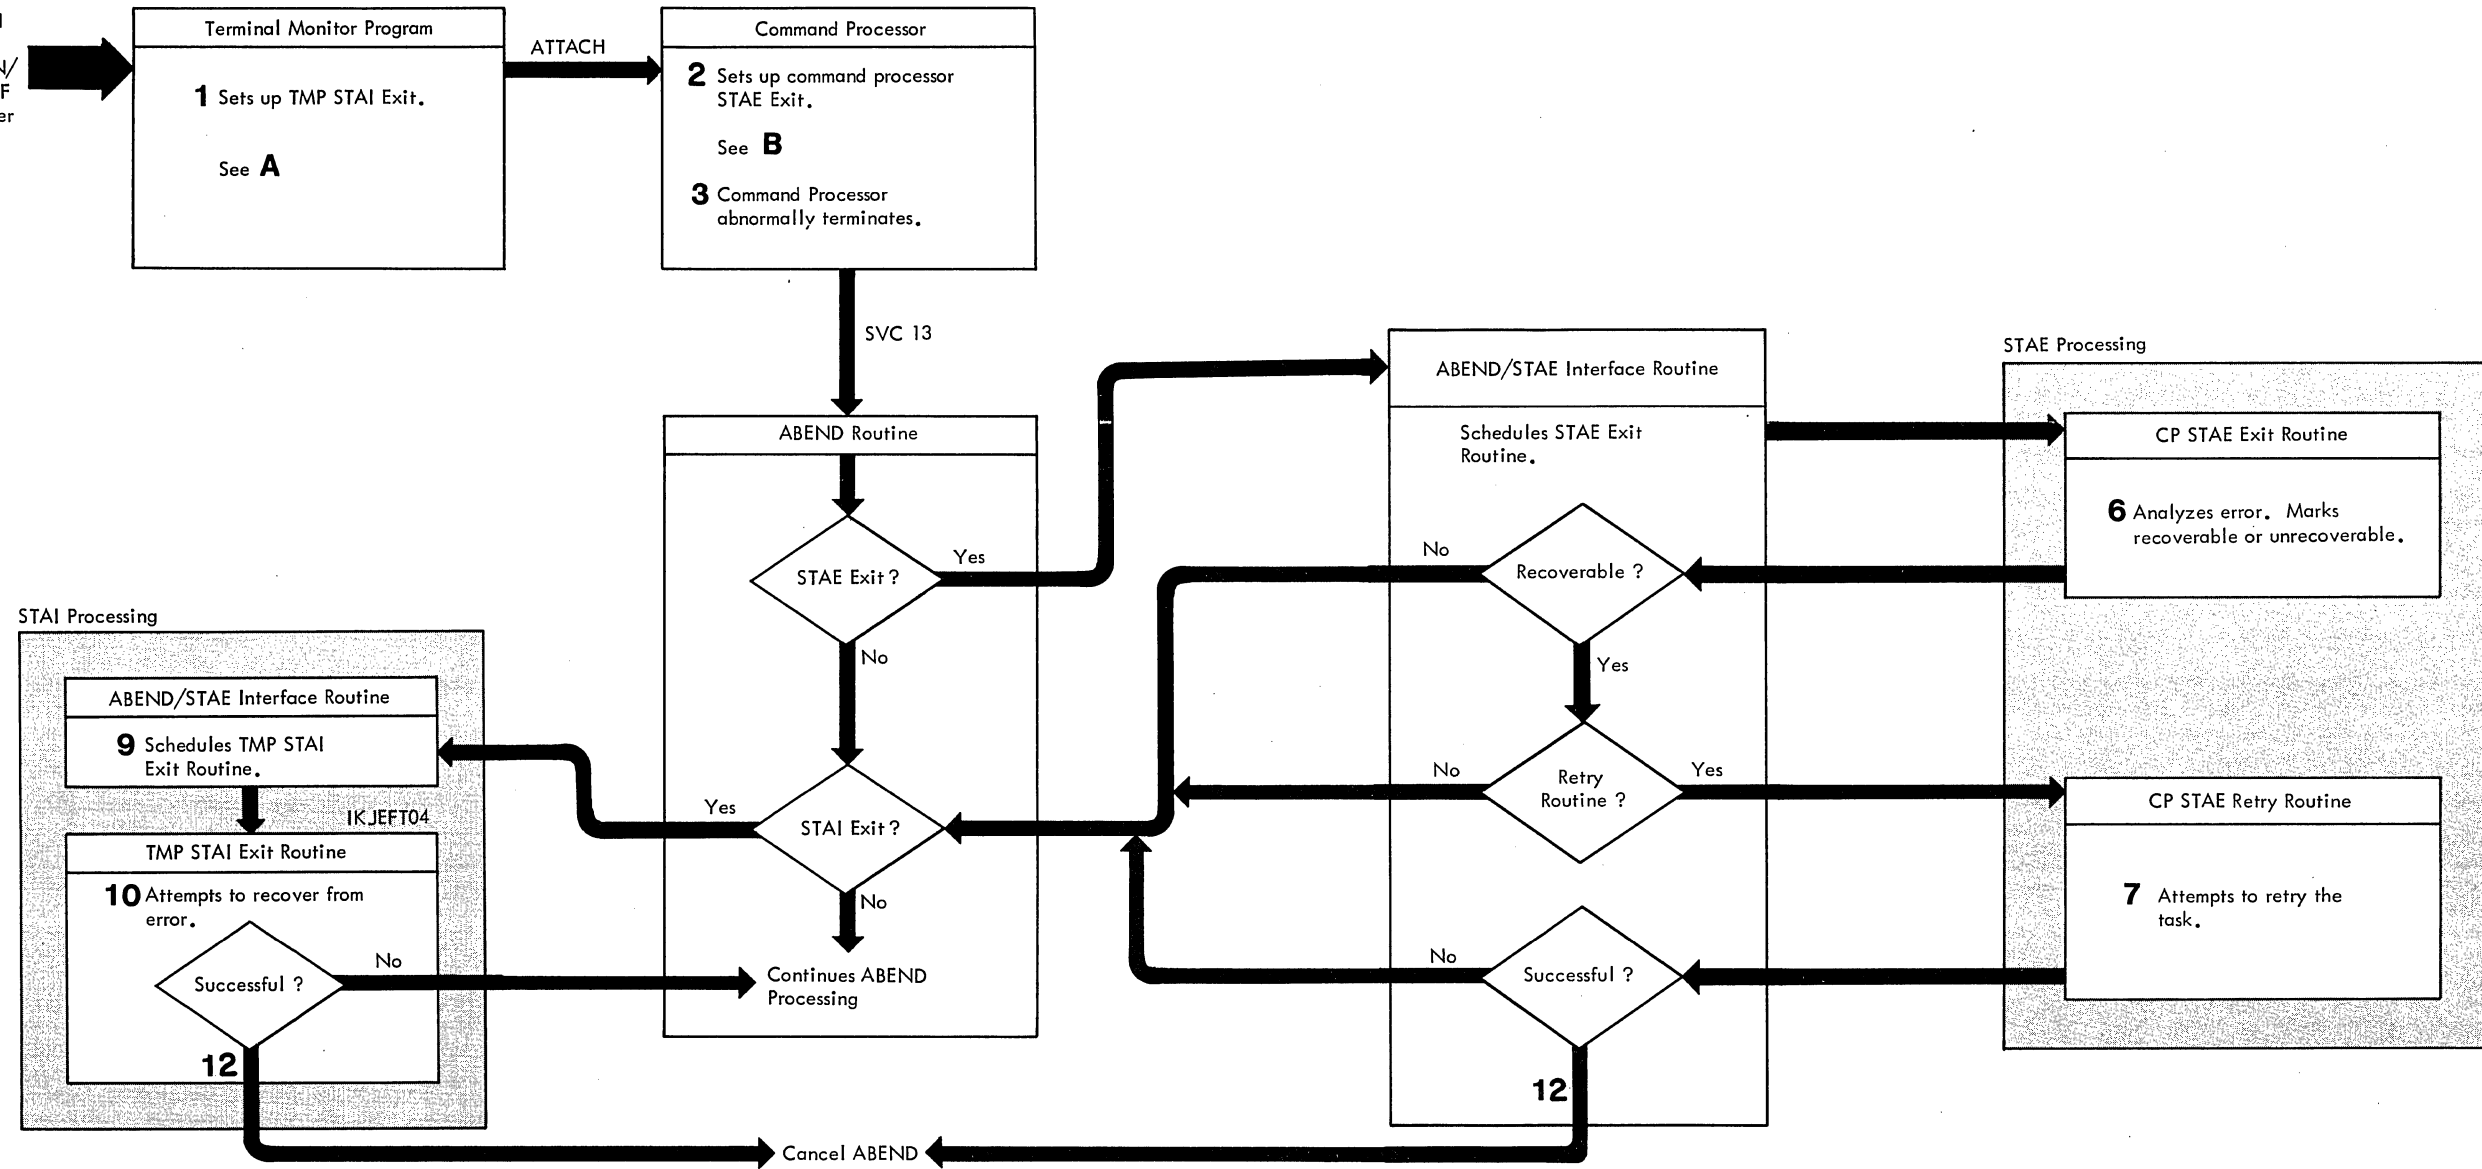 Terminal Monitor Program
1 Sets up TMP STAI Exit.
See A
ATTACH
Command Processor
2 Sets up command processor
STAE Exit.
See B
3 Command Processor
abnormally terminates.
SVC 13
ABEND Routine
STAE Exit?
Yes
No
STAI Exit?
Yes
No
Continues ABEND
Processing
ABEND/STAE Interface Routine
Schedules STAE Exit
Routine.
Recoverable ?
No
Yes
Retry
Routine ?
No
Yes
Successful ?
No
12
STAE Processing
CP STAE Exit Routine
6 Analyzes error. Marks
recoverable or unrecoverable.
CP STAE Retry Routine
7 Attempts to retry the
task.
STAI Processing
ABEND/STAE Interface Routine
9 Schedules TMP STAI
Exit Routine.
IKJEFT04
TMP STAI Exit Routine
10 Attempts to recover from
error.
Successful ?
No
12
Cancel ABEND